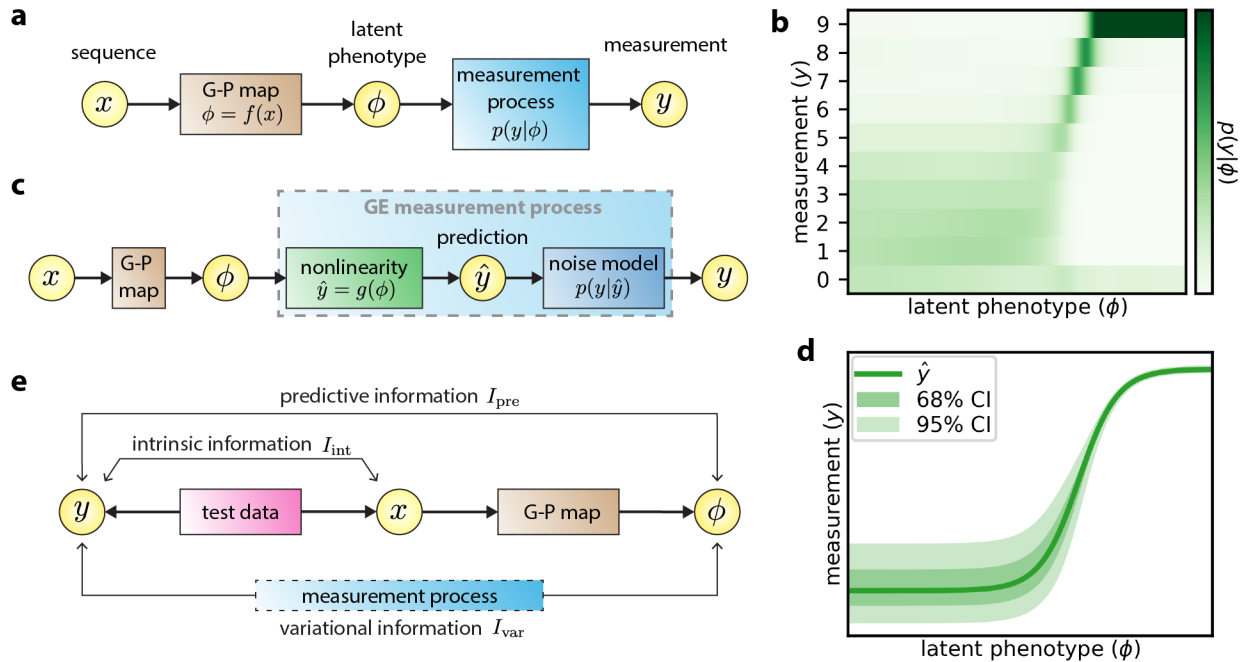 a
sequence
x
G-P map
ϕ = f(x)
latent
phenotype
ϕ
measurement
process
p(y|ϕ)
measurement
y
b
measurement (y)
9
8
7
6
5
4
3
2
1
0
latent phenotype (ϕ)
p(y|ϕ)
c
GE measurement process
x
G-P
map
ϕ
nonlinearity
ŷ = g(ϕ)
prediction
ŷ
noise model
p(y|ŷ)
y
d
measurement (y)
ŷ
68% CI
95% CI
latent phenotype (ϕ)
e
predictive information I_pre
intrinsic information I_int
y
test data
x
G-P map
ϕ
measurement process
variational information I_var